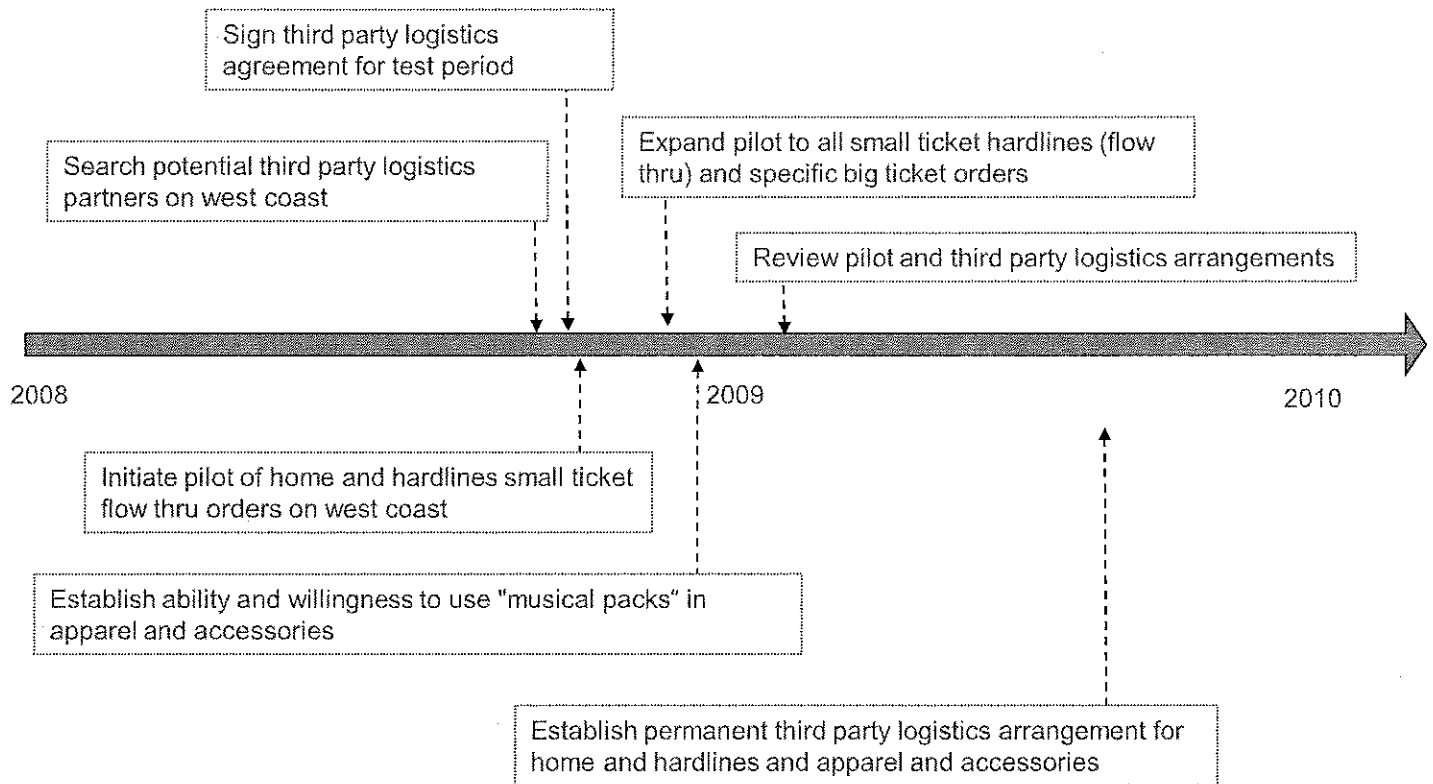 Sign third party logistics
agreement for test period
Expand pilot to all small ticket hardlines (flow
thru) and specific big ticket orders
Search potential third party logistics
partners on west coast
Review pilot and third party logistics arrangements
2008
2009
2010
Initiate pilot of home and hardlines small ticket
flow thru orders on west coast
Establish ability and willingness to use "musical packs" in
apparel and accessories
Establish permanent third party logistics arrangement for
home and hardlines and apparel and accessories